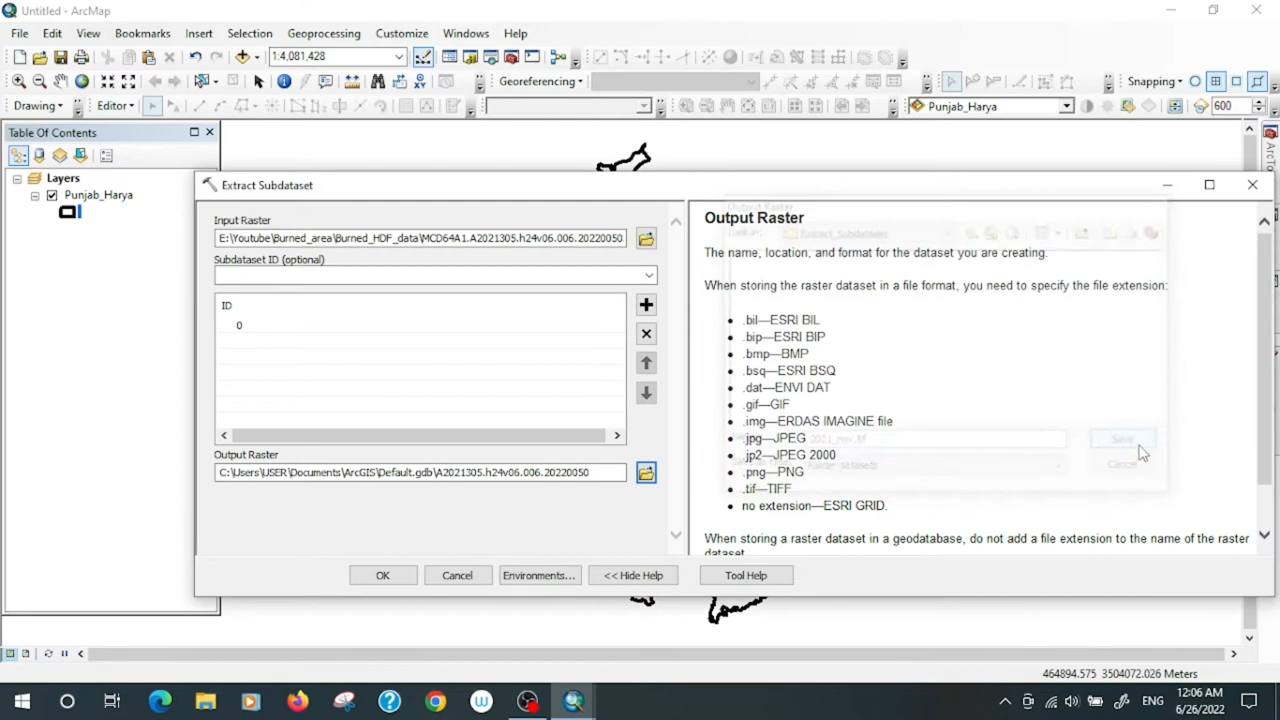 Untitled - ArcMap
File Edit View Bookmarks Insert Selection Geoprocessing Customize Windows Help
1:4,081,428
Georeferencing
Snapping
Drawing
Editor
Punjab_Harya
600
Table Of Contents
Layers
Punjab_Harya
Extract Subdataset
Input Raster
E:\Youtube\Burned_area\Burned_HDF_data\MCD64A1.A2021305.h24v06.006.20220050
Subdataset ID (optional)
ID
0
Output Raster
C:\Users\USER\Documents\ArcGIS\Default.gdb\A2021305.h24v06.006.20220050
OK Cancel Environments... << Hide Help Tool Help
Output Raster
The name, location, and format for the dataset you are creating.
When storing the raster dataset in a file format, you need to specify the file extension:
.bil—ESRI BIL
.bip—ESRI BIP
.bmp—BMP
.bsq—ESRI BSQ
.dat—ENVI DAT
.gif—GIF
.img—ERDAS IMAGINE file
.jpg—JPEG
.jp2—JPEG 2000
.png—PNG
.tif—TIFF
no extension—ESRI GRID.
When storing a raster dataset in a geodatabase, do not add a file extension to the name of the raster
dataset
Output Raster
Extract_Subdatasets
Save
Raster datasets
Cancel
464894.575 3504072.026 Meters
ENG
12:06 AM
6/26/2022